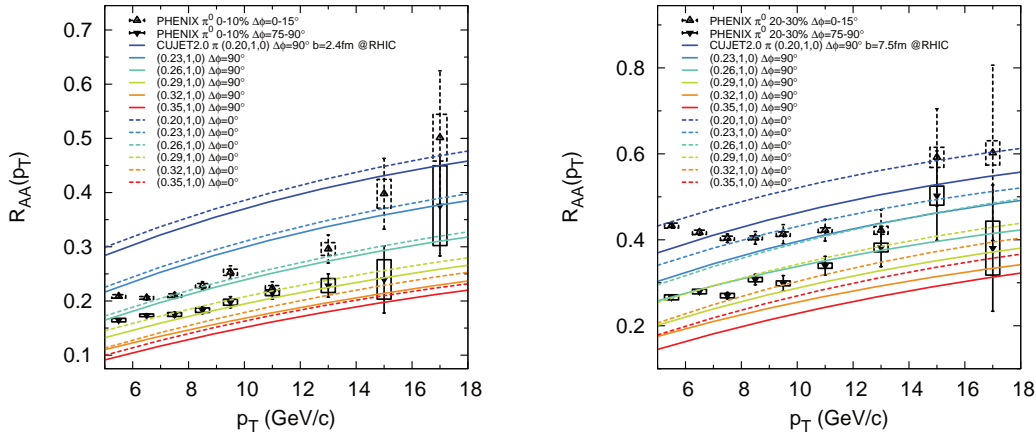 PHENIX π⁰ 0-10% Δϕ=0-15°
PHENIX π⁰ 0-10% Δϕ=75-90°
CUJET2.0 π (0.20,1,0) Δϕ=90° b=2.4fm @RHIC
(0.23,1,0) Δϕ=90°
(0.26,1,0) Δϕ=90°
(0.29,1,0) Δϕ=90°
(0.32,1,0) Δϕ=90°
(0.35,1,0) Δϕ=90°
(0.20,1,0) Δϕ=0°
(0.23,1,0) Δϕ=0°
(0.26,1,0) Δϕ=0°
(0.29,1,0) Δϕ=0°
(0.32,1,0) Δϕ=0°
(0.35,1,0) Δϕ=0°
0.7
0.6
0.5
0.4
0.3
0.2
0.1
R_AA(p_T)
6 8 10 12 14 16 18
p_T (GeV/c)
PHENIX π⁰ 20-30% Δϕ=0-15°
PHENIX π⁰ 20-30% Δϕ=75-90°
CUJET2.0 π (0.20,1,0) Δϕ=90° b=7.5fm @RHIC
(0.23,1,0) Δϕ=90°
(0.26,1,0) Δϕ=90°
(0.29,1,0) Δϕ=90°
(0.32,1,0) Δϕ=90°
(0.35,1,0) Δϕ=90°
(0.20,1,0) Δϕ=0°
(0.23,1,0) Δϕ=0°
(0.26,1,0) Δϕ=0°
(0.29,1,0) Δϕ=0°
(0.32,1,0) Δϕ=0°
(0.35,1,0) Δϕ=0°
0.8
0.6
0.4
0.2
R_AA(p_T)
6 8 10 12 14 16 18
p_T (GeV/c)